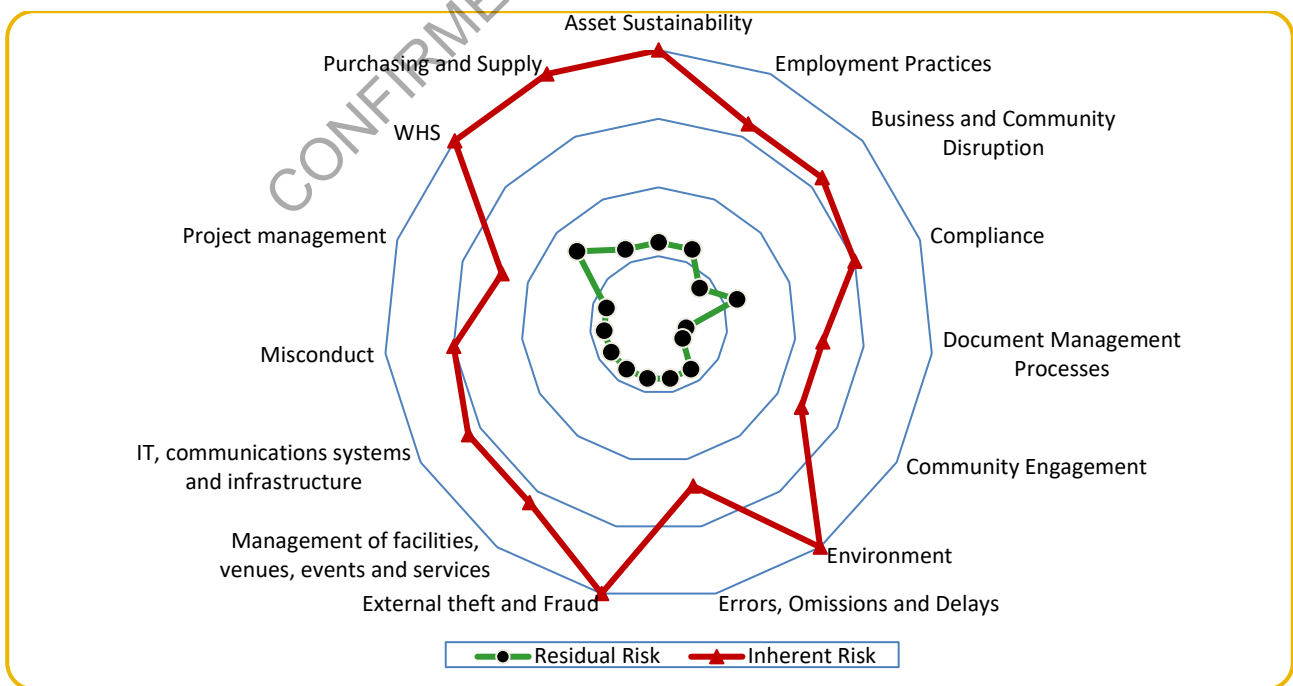 CONFIRME
Asset Sustainability
Purchasing and Supply
Employment Practices
WHS
Business and Community
Disruption
Project management
Compliance
Misconduct
Document Management
Processes
IT, communications systems
and infrastructure
Community Engagement
Management of facilities,
venues, events and services
Environment
External theft and Fraud
Errors, Omissions and Delays
Residual Risk
Inherent Risk